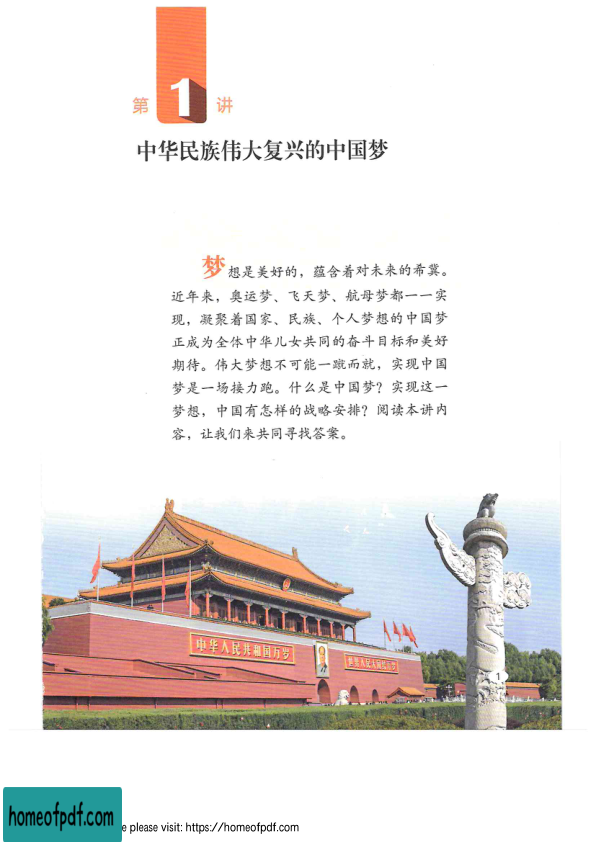 第1讲
中华民族伟大复兴的中国梦
梦想是美好的，蕴含着对未来的希冀。
近年来，奥运梦、飞天梦、航母梦都一一实
现，凝聚着国家、民族、个人梦想的中国梦
正成为全体中华儿女共同的奋斗目标和美好
期待。伟大梦想不可能一蹴而就，实现中国
梦是一场接力跑。什么是中国梦？实现这一
梦想，中国有怎样的战略安排？阅读本讲内
容，让我们来共同寻找答案。
中华人民共和国万岁
世界人民大团结万岁
1
homeofpdf.com
e please visit: https://homeofpdf.com